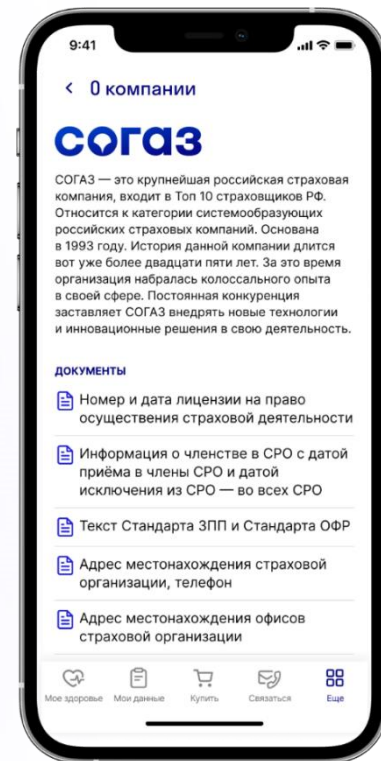 9:41
0 компании
согаз
СОГАЗ — это крупнейшая российская страховая
компания, входит в Топ 10 страховщиков РФ.
Относится к категории системообразующих
российских страховых компаний. Основана
в 1993 году. История данной компании длится
вот уже более двадцати пяти лет. За это время
организация набралась колоссального опыта
в своей сфере. Постоянная конкуренция
заставляет СОГАЗ внедрять новые технологии
и инновационные решения в свою деятельность.
ДОКУМЕНТЫ
Номер и дата лицензии на право
осуществления страховой деятельности
Информация о членстве в СРО с датой
приёма в члены СРО и датой
исключения из СРО — во всех СРО
Текст Стандарта ЗПП и Стандарта ОФР
Адрес местонахождения страховой
организации, телефон
Адрес местонахождения офисов
страховой организации
Мое здоровье Мои данные Купить Связаться Еще